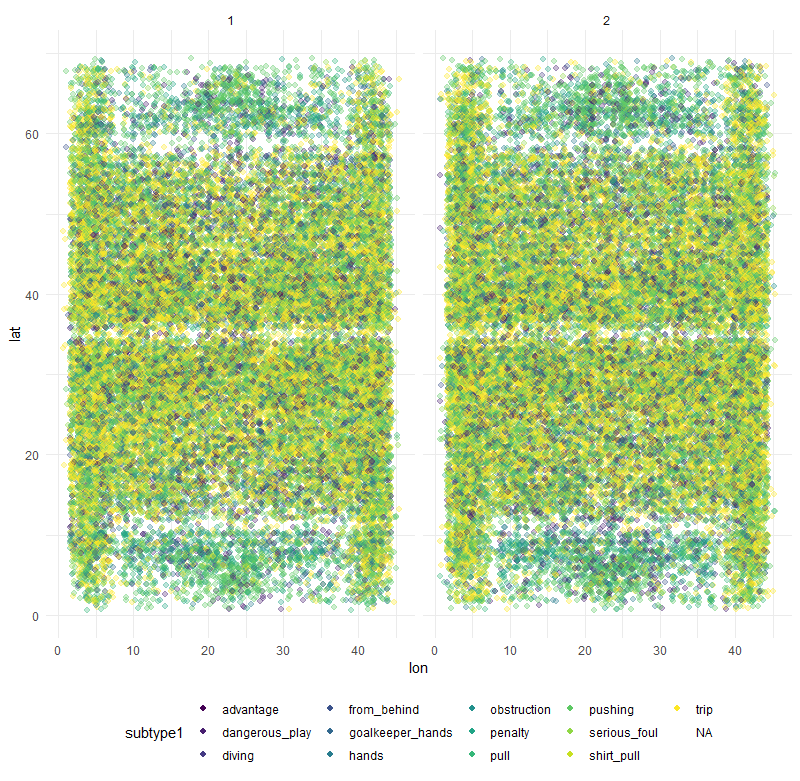 1 2
60
40
20
0
lat
0 10 20 30 40 0 10 20 30 40
lon
subtype1
advantage from_behind obstruction pushing trip
dangerous_play goalkeeper_hands penalty serious_foul NA
diving hands pull shirt_pull